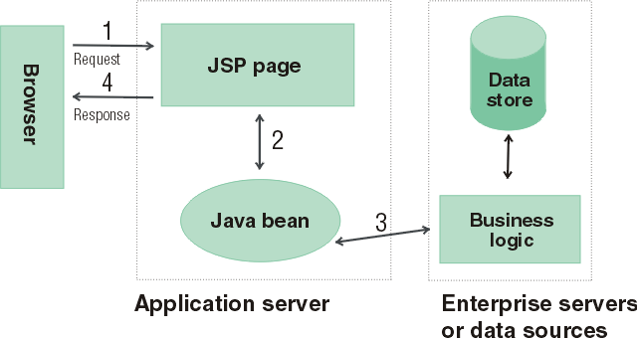 Browser
1
Request
4
Response
JSP page
2
Java bean
3
Data
store
Business
logic
Application server
Enterprise servers
or data sources